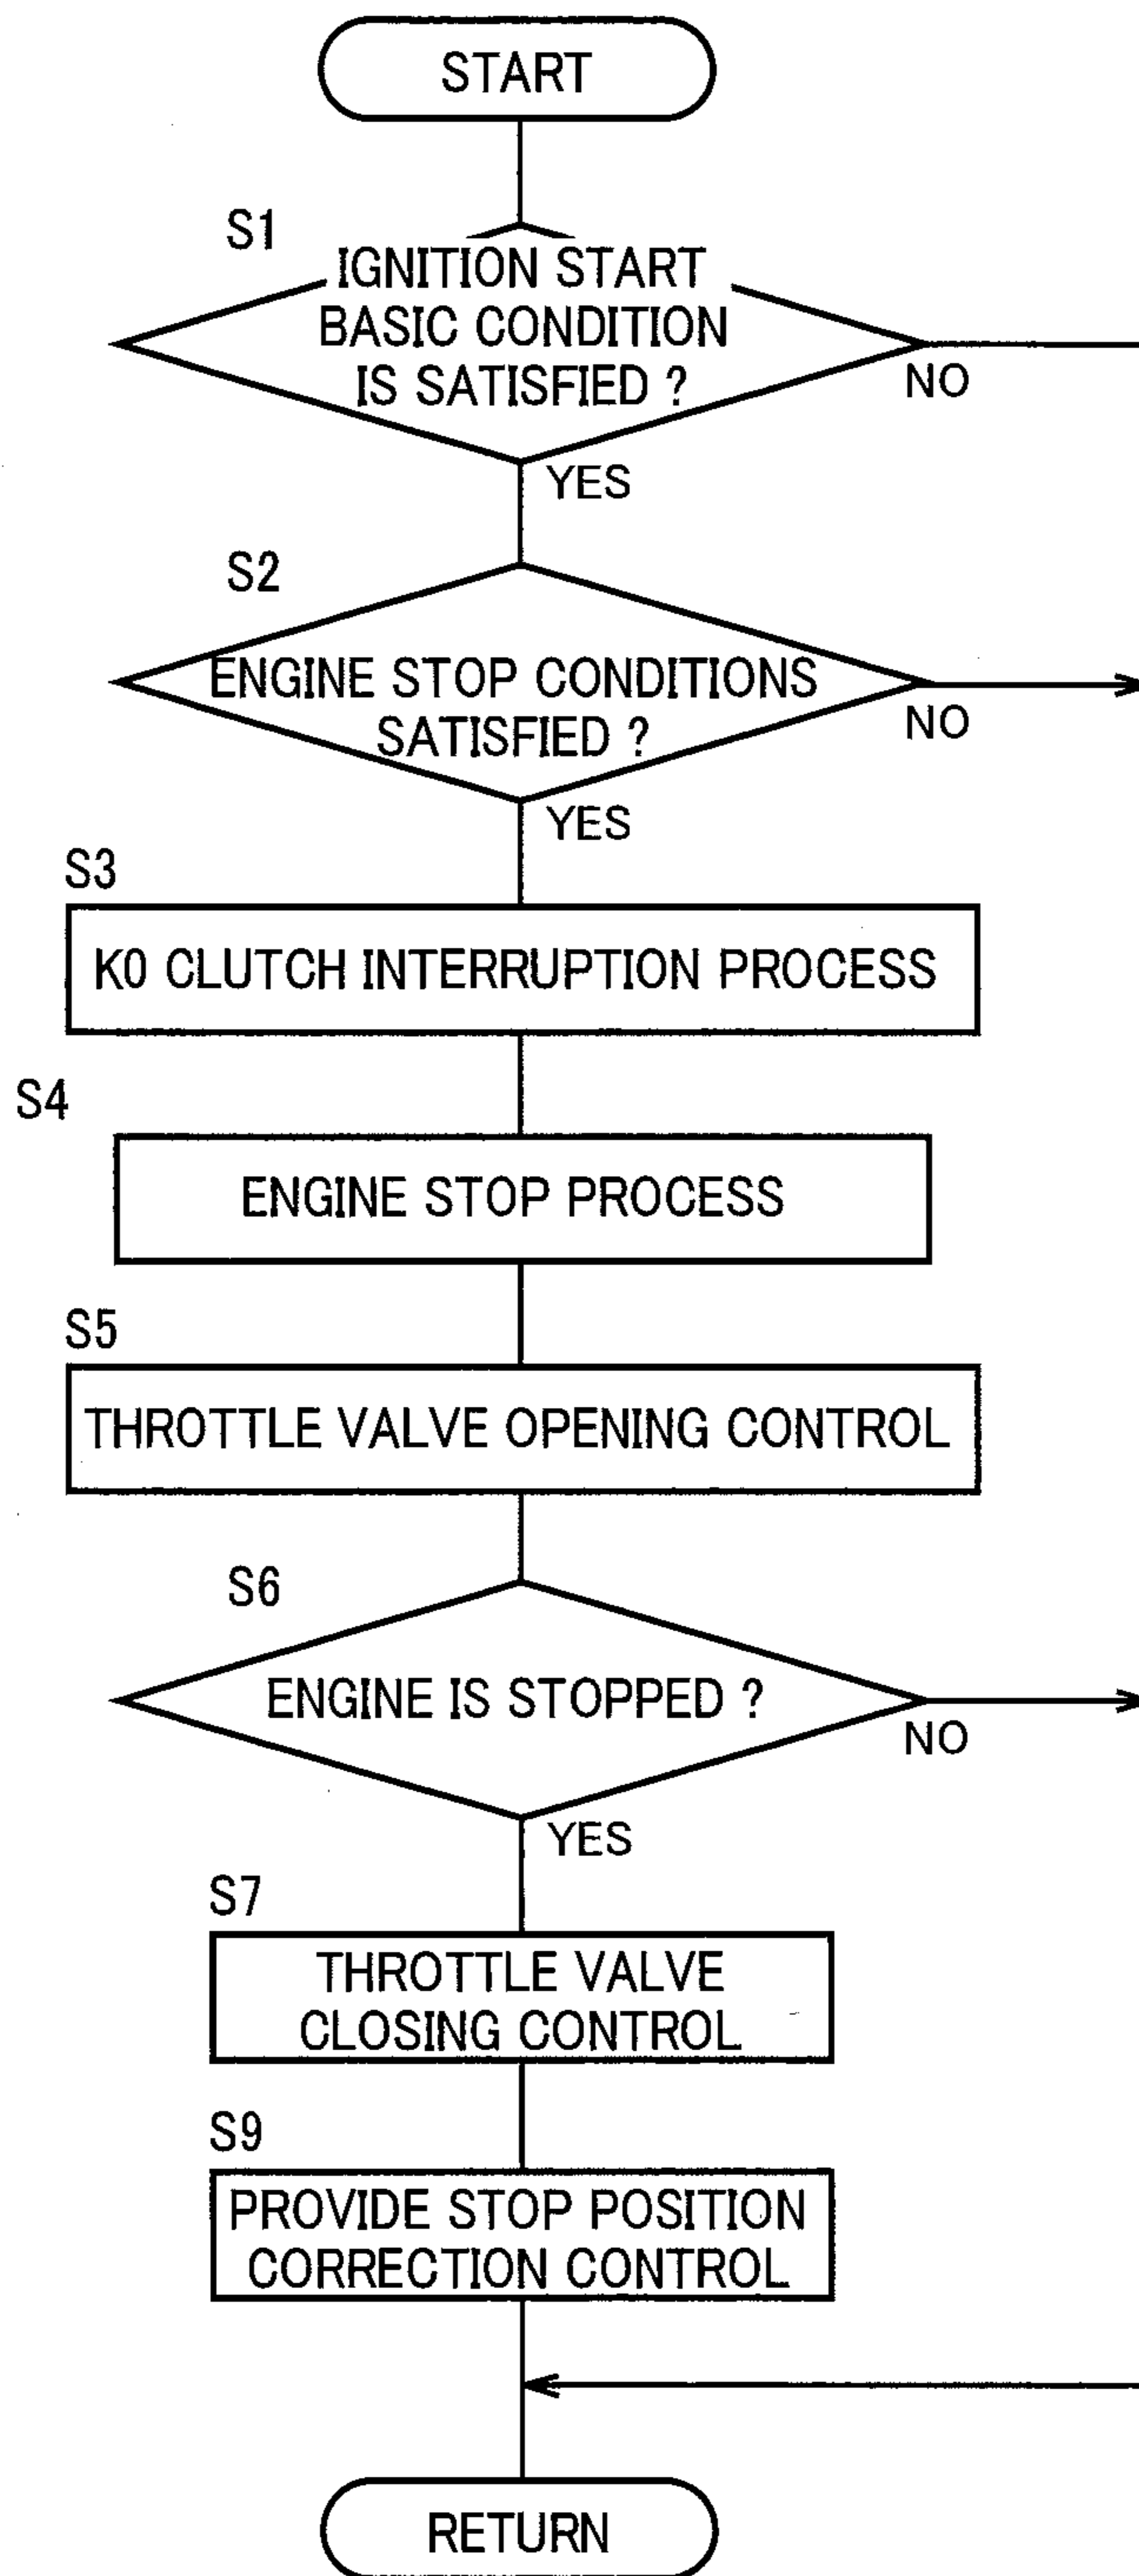 START
S1
IGNITION START
BASIC CONDITION
IS SATISFIED ?
NO
YES
S2
ENGINE STOP CONDITIONS
SATISFIED ?
NO
YES
S3
K0 CLUTCH INTERRUPTION PROCESS
S4
ENGINE STOP PROCESS
S5
THROTTLE VALVE OPENING CONTROL
S6
ENGINE IS STOPPED ?
NO
YES
S7
THROTTLE VALVE
CLOSING CONTROL
S9
PROVIDE STOP POSITION
CORRECTION CONTROL
RETURN